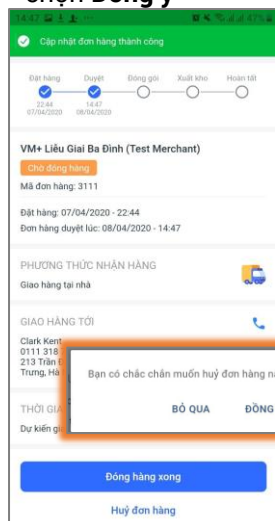 chọn Đồng ý
14:47 47%
Cập nhật đơn hàng thành công
Đặt hàng Duyệt Đóng gói Xuất kho Hoàn tất
22:44 14:47
07/04/2020 08/04/2020
VM+ Liễu Giai Ba Đình (Test Merchant)
Chờ đóng hàng
Mã đơn hàng: 3111
Đặt hàng: 07/04/2020 - 22:44
Đơn hàng duyệt lúc: 08/04/2020 - 14:47
PHƯƠNG THỨC NHẬN HÀNG
Giao hàng tại nhà
GIAO HÀNG TỚI
Clark Kent
0111 318
213 Trần
Trưng, Hà
Bạn có chắc chắn muốn huỷ đơn hàng
BỎ QUA ĐỒNG
THỜI GIA
Dự kiến
Đóng hàng xong
Huỷ đơn hàng